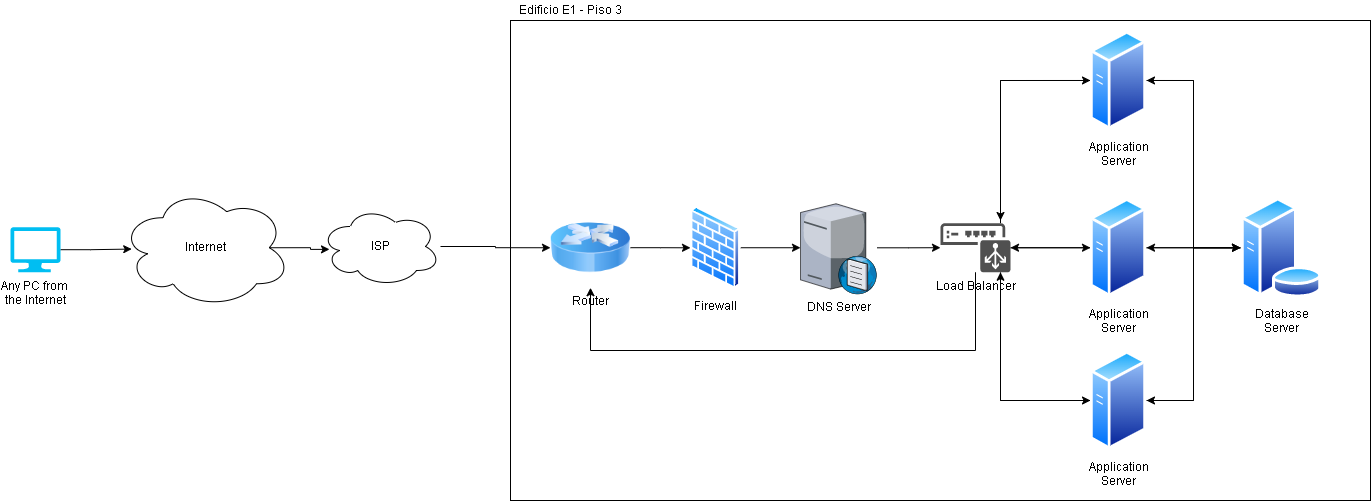 Edificio E1 - Piso 3
Application
Server
Internet
ISP
Any PC from
the Internet
Router
Firewall
DNS Server
Load Balancer
Application
Server
Database
Server
Application
Server